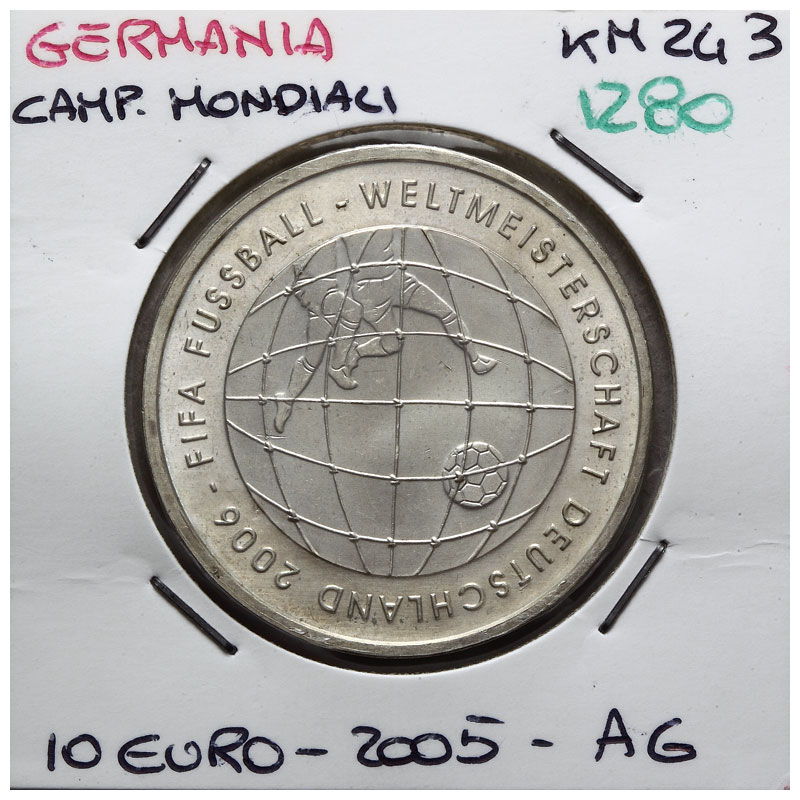 GERMANIA
KM 243
CAMP. MONDIALI
1280
FIFA FUSSBALL - WELTMEISTERSCHAFT DEUTSCHLAND 2006 -
10 EURO - 2005 - AG